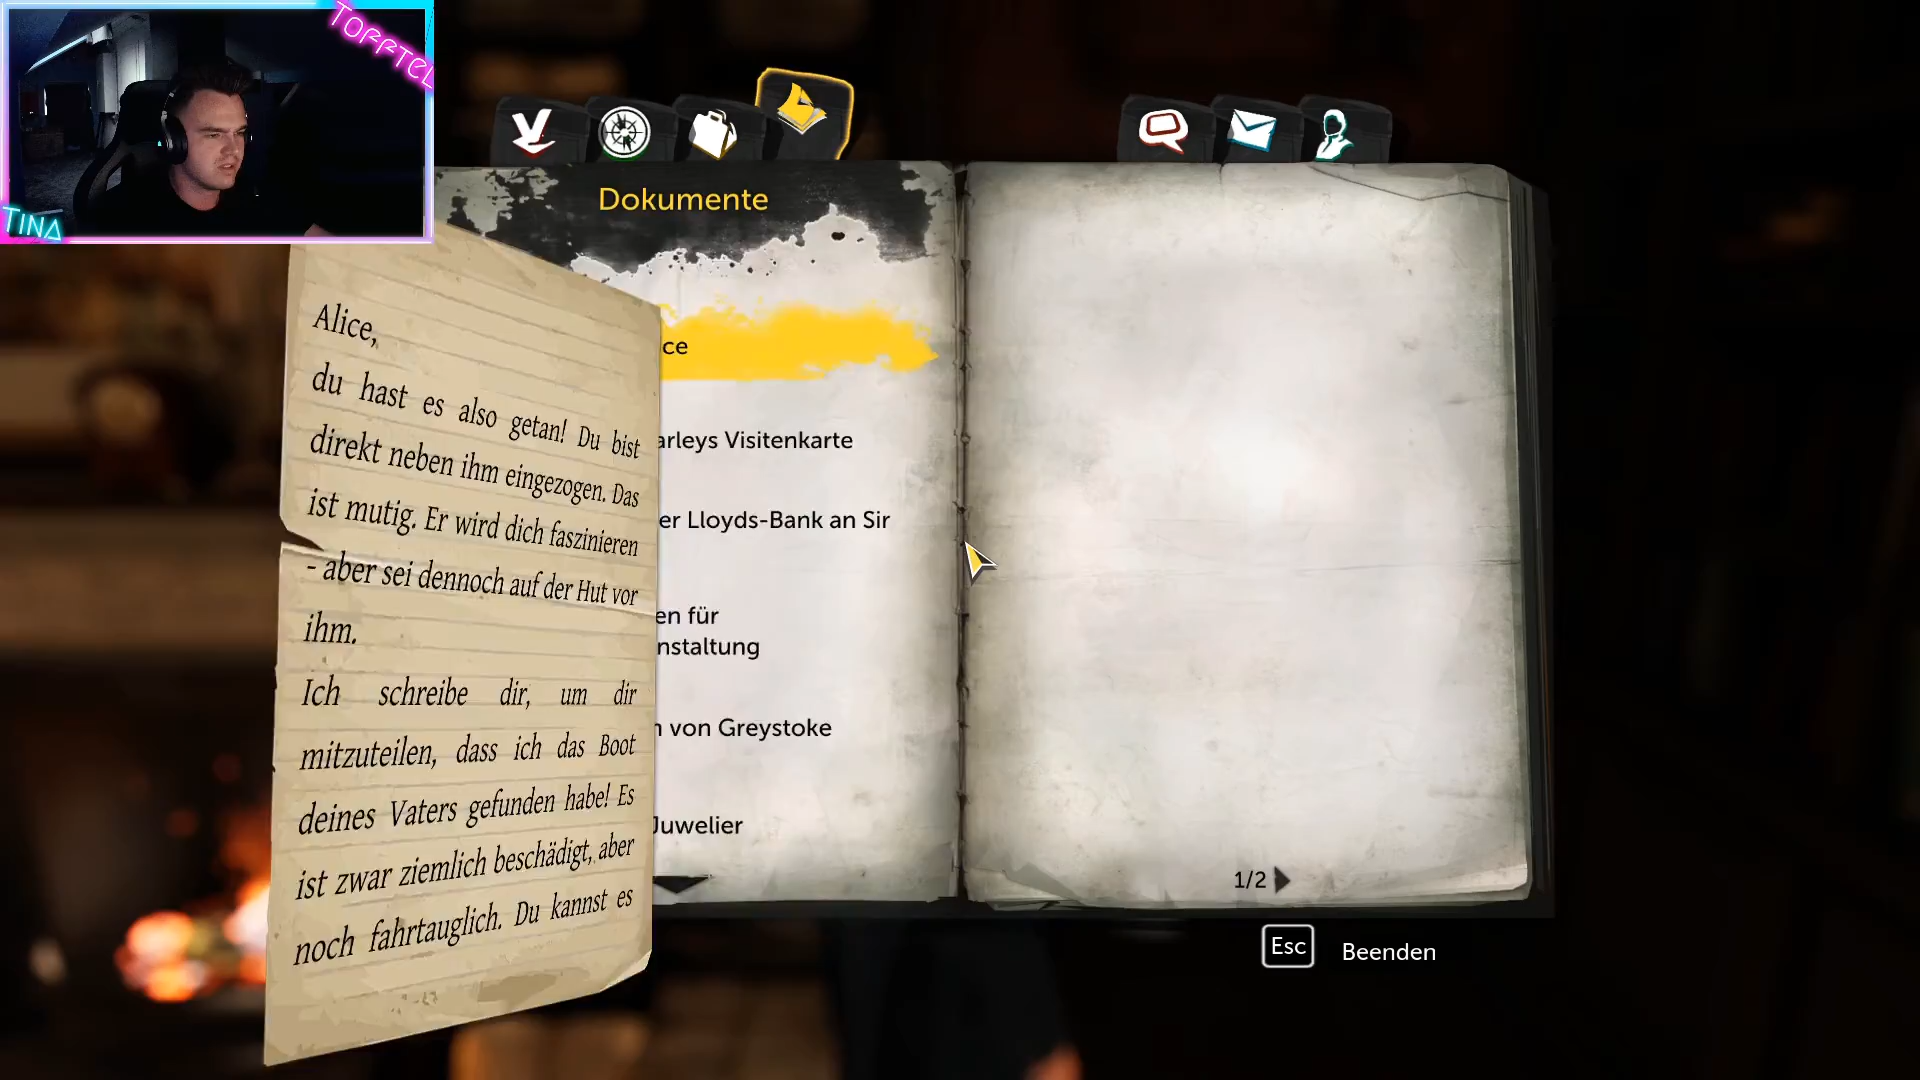 TOFFTEL
TINA
Dokumente
Alice,
du hast es also getan! Du bist
direkt neben ihm eingezogen. Das
ist mutig. Er wird dich faszinieren
- aber sei dennoch auf der Hut vor
ihm.
Ich schreibe dir, um dir
mitzuteilen, dass ich das Boot
deines Vaters gefunden habe! Es
ist zwar ziemlich beschädigt, aber
noch fahrtauglich. Du kannst es
ce
arleys Visitenkarte
er Lloyds-Bank an Sir
en für
nstaltung
n von Greystoke
Juwelier
1/2
Esc Beenden